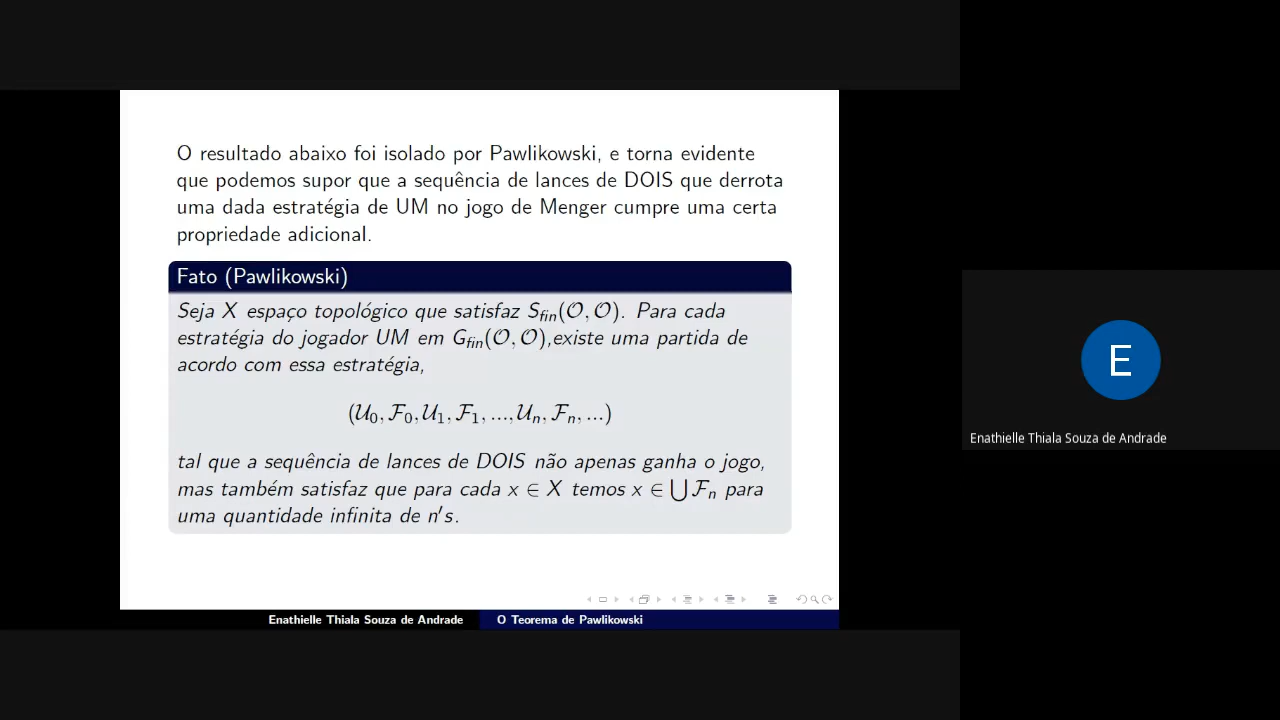 O resultado abaixo foi isolado por Pawlikowski, e torna evidente
que podemos supor que a sequência de lances de DOIS que derrota
uma dada estratégia de UM no jogo de Menger cumpre uma certa
propriedade adicional.
Fato (Pawlikowski)
Seja X espaço topológico que satisfaz S_fin(𝒪, 𝒪). Para cada
estratégia do jogador UM em G_fin(𝒪, 𝒪),existe uma partida de
acordo com essa estratégia,
(𝒰₀, ℱ₀, 𝒰₁, ℱ₁, ..., 𝒰ₙ, ℱₙ, ...)
tal que a sequência de lances de DOIS não apenas ganha o jogo,
mas também satisfaz que para cada x ∈ X temos x ∈ ⋃ ℱₙ para
uma quantidade infinita de n's.
Enathielle Thiala Souza de Andrade
O Teorema de Pawlikowski
E
Enathielle Thiala Souza de Andrade